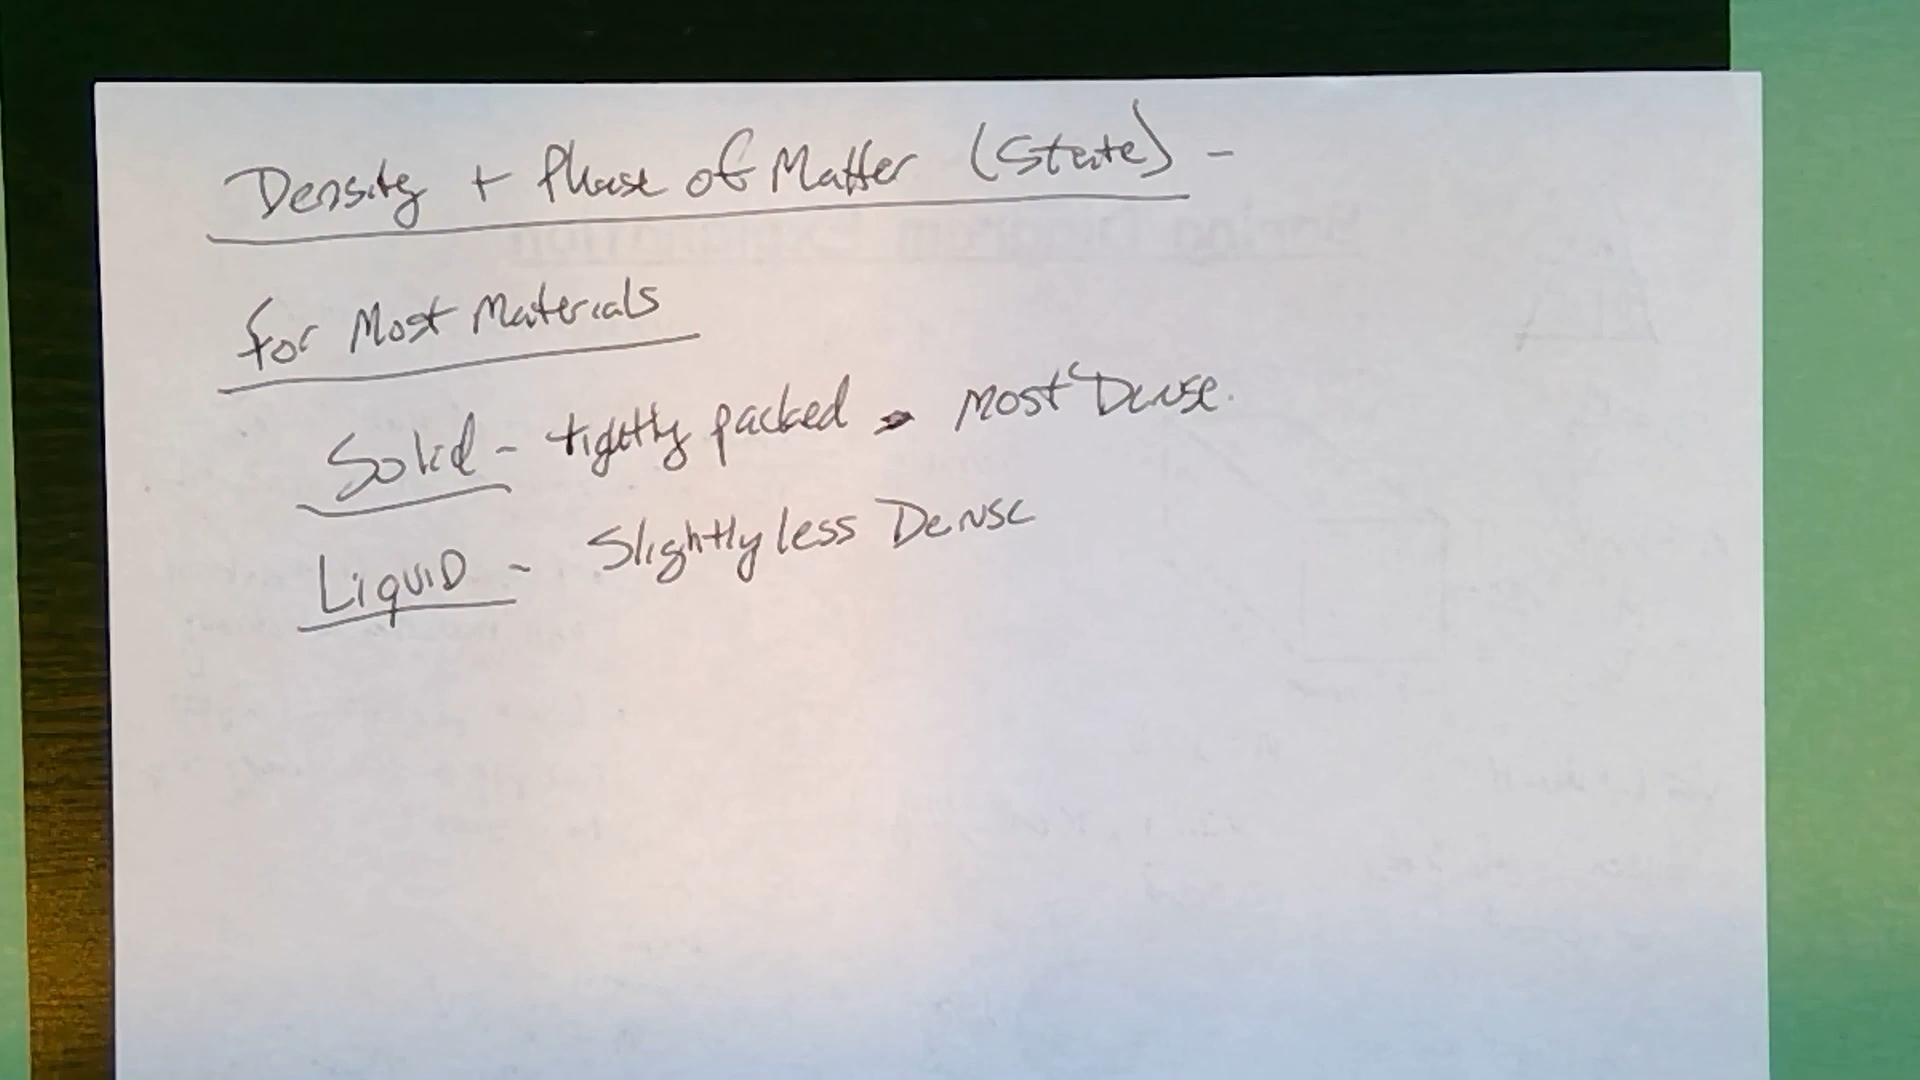 Density + Phase of Matter (State) -
for Most Materials
Solid - tightly packed → most Dense.
Liquid - Slightly less Dense